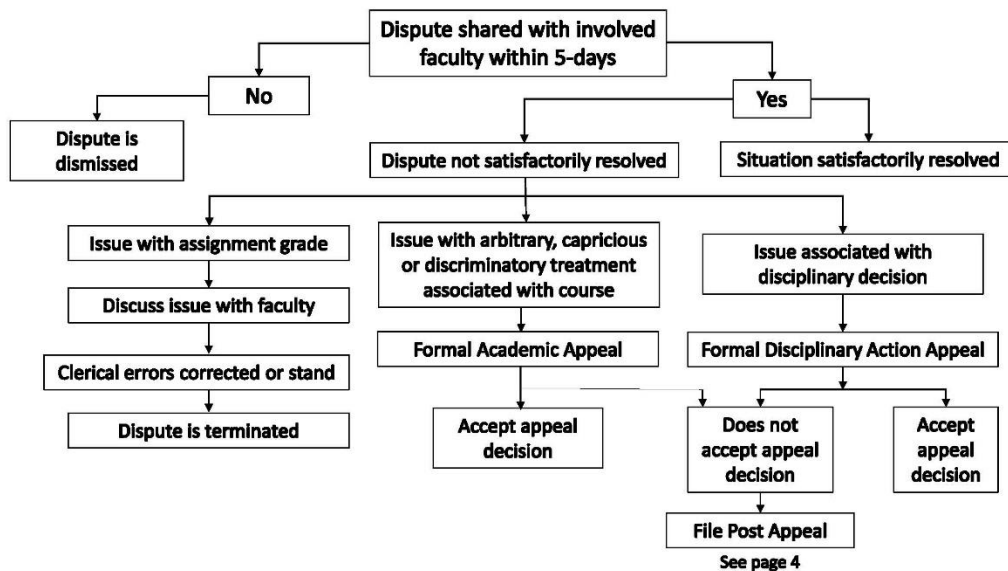 Dispute shared with involved
faculty within 5-days
No
Yes
Dispute is
dismissed
Dispute not satisfactorily resolved
Situation satisfactorily resolved
Issue with assignment grade
Issue with arbitrary, capricious
or discriminatory treatment
associated with course
Issue associated with
disciplinary decision
Discuss issue with faculty
Formal Academic Appeal
Formal Disciplinary Action Appeal
Clerical errors corrected or stand
Dispute is terminated
Accept appeal
decision
Does not
accept appeal
decision
Accept
appeal
decision
File Post Appeal
See page 4